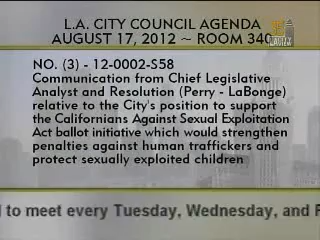 L.A. CITY COUNCIL AGENDA
AUGUST 17, 2012 ~ ROOM 340
NO. (3) - 12-0002-S58
Communication from Chief Legislative
Analyst and Resolution (Perry - LaBonge)
relative to the City's position to support
the Californians Against Sexual Exploitation
Act ballot initiative which would strengthen
penalties against human traffickers and
protect sexually exploited children
to meet every Tuesday, Wednesday, and